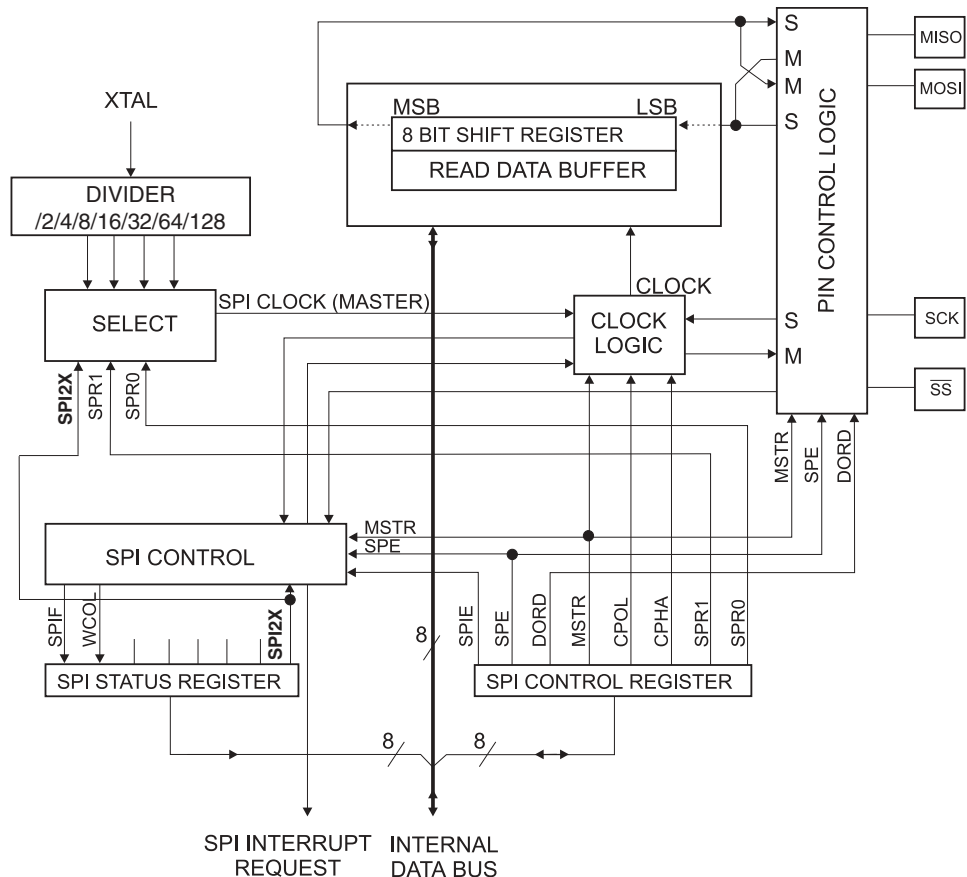 XTAL
DIVIDER
/2/4/8/16/32/64/128
SELECT
SPI2X
SPR1
SPR0
SPI CLOCK (MASTER)
MSB
LSB
8 BIT SHIFT REGISTER
READ DATA BUFFER
CLOCK
CLOCK
LOGIC
S
M
M
S
S
M
PIN CONTROL LOGIC
MISO
MOSI
SCK
SS
MSTR
SPE
DORD
SPI CONTROL
MSTR
SPE
SPIF
WCOL
SPI2X
SPI STATUS REGISTER
8
SPIE
SPE
DORD
MSTR
CPOL
CPHA
SPR1
SPR0
SPI CONTROL REGISTER
8
8
SPI INTERRUPT
REQUEST
INTERNAL
DATA BUS